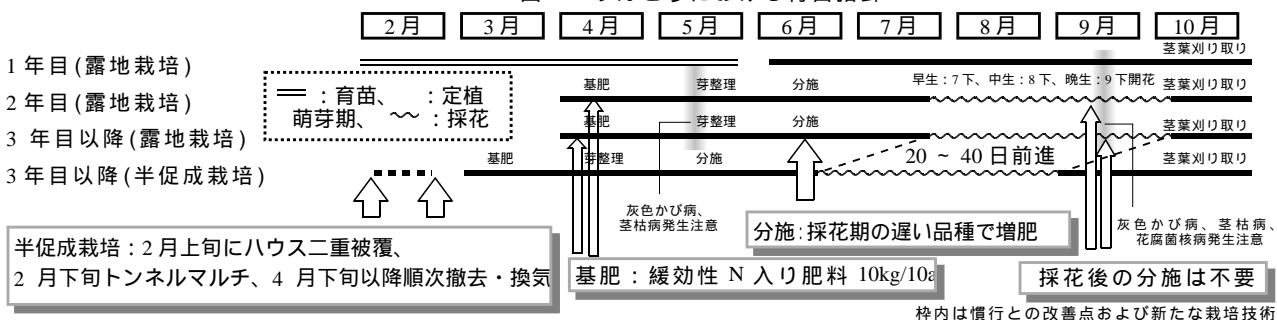 2月 3月 4月 5月 6月 7月 8月 9月 10月
茎葉刈り取り
1年目(露地栽培)
基肥 芽整理 分施 早生：7下、中生：8下、晩生：9下開花 茎葉刈り取り
2年目(露地栽培)
＝：育苗、 ：定植
萌芽期、 〜：採花
基肥 芽整理 分施 茎葉刈り取り
3 年目以降(露地栽培)
基肥 芽整理 分施 20 ～ 40 日前進 茎葉刈り取り
3年目以降(半促成栽培)
灰色かび病、
茎枯病発生注意
灰色かび病、茎枯病、
花腐菌核病発生注意
半促成栽培：2月上旬にハウス二重被覆、
2 月下旬トンネルマルチ、4 月下旬以降順次撤去・換気
基肥：緩効性 N 入り肥料 10kg/10a
分施:採花期の遅い品種で増肥
採花後の分施は不要
枠内は慣行との改善点および新たな栽培技術